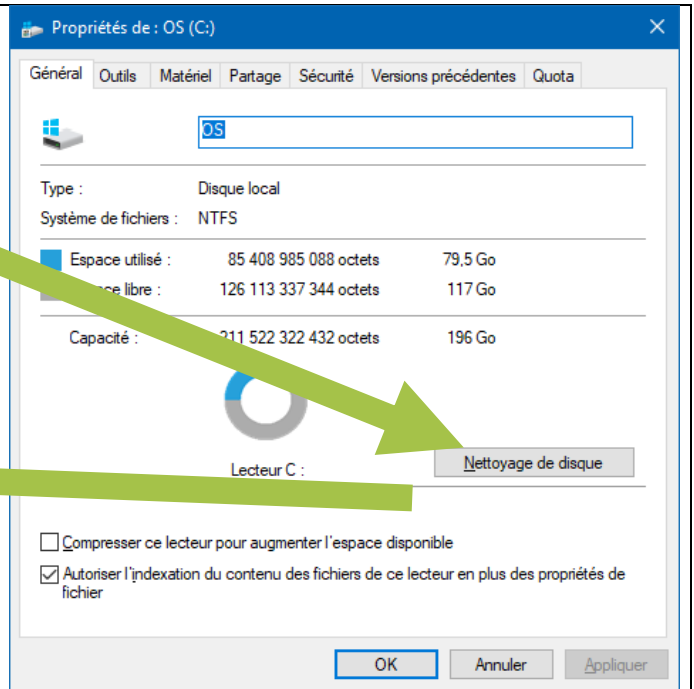 Propriétés de : OS (C:)
Général Outils Matériel Partage Sécurité Versions précédentes Quota
OS
Type : Disque local
Système de fichiers : NTFS
Espace utilisé : 85 408 985 088 octets 79,5 Go
libre : 126 113 337 344 octets 117 Go
Capacité : 211 522 322 432 octets 196 Go
Lecteur C :
Nettoyage de disque
Compresser ce lecteur pour augmenter l'espace disponible
Autoriser l'indexation du contenu des fichiers de ce lecteur en plus des propriétés de
fichier
OK Annuler Appliquer